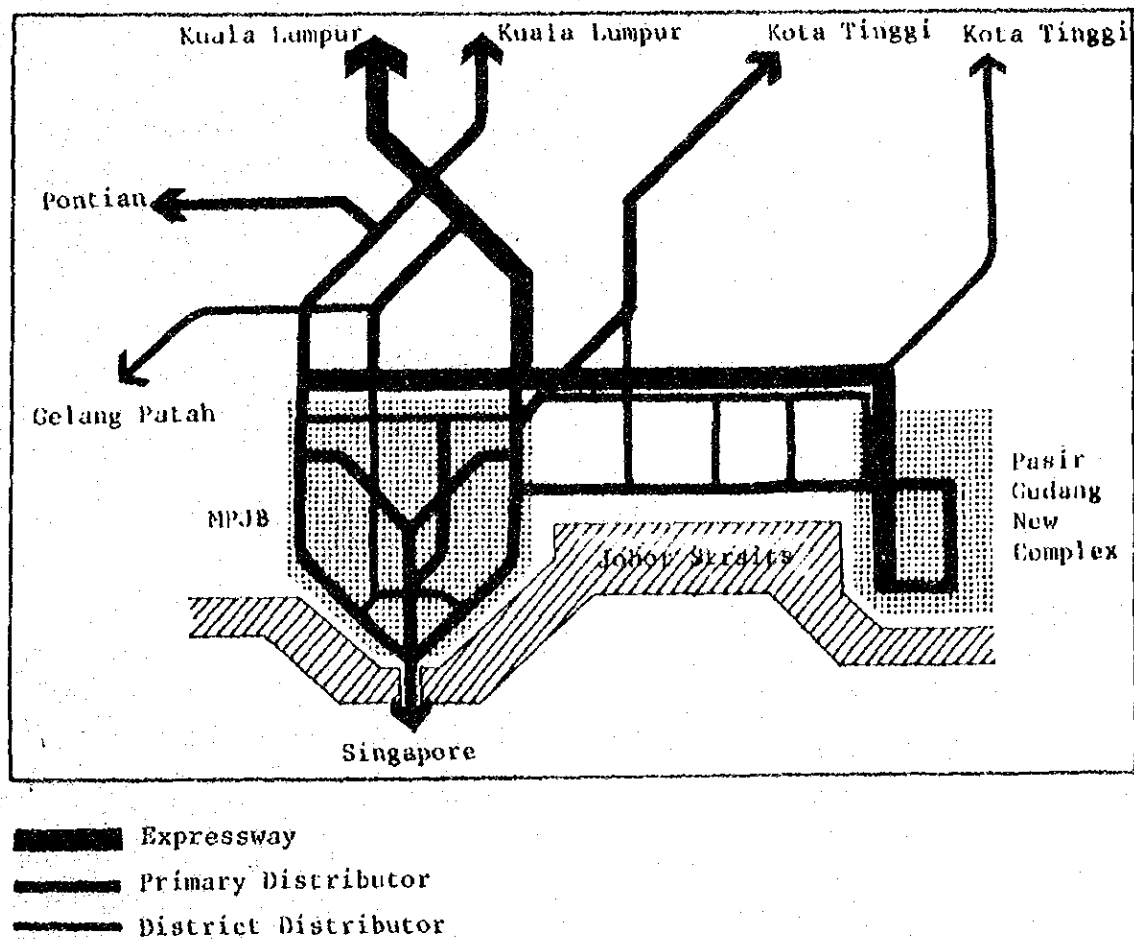 Kuala Lumpur
Kuala Lumpur
Kota Tinggi
Kota Tinggi
Pontian
Gelang Patah
MPJB
Johor Straits
Pasir
Gudang
New
Complex
Singapore
Expressway
Primary Distributor
District Distributor